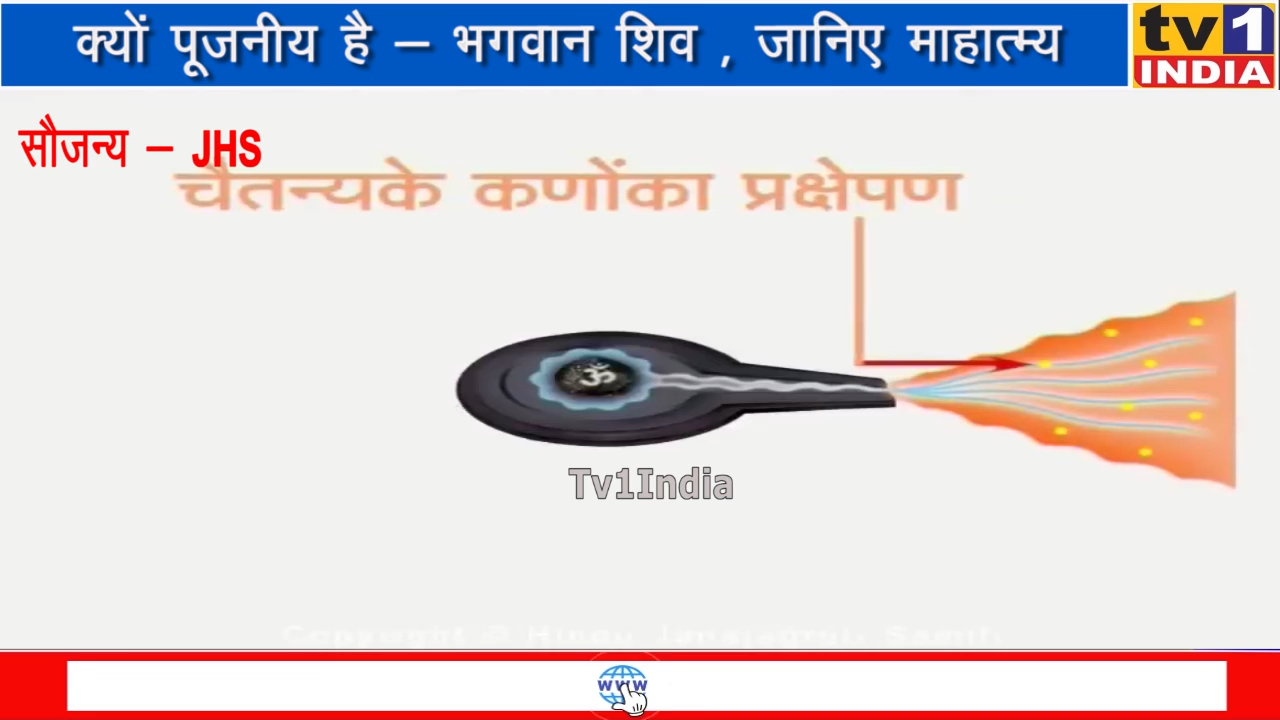 क्यों पूजनीय है – भगवान शिव , जानिए माहात्म्य
tv1
INDIA
सौजन्य – JHS
चैतन्यके कणोंका प्रक्षेपण
ॐ
Tv1India
Copyright © Hindu Janajagruti Samiti
www